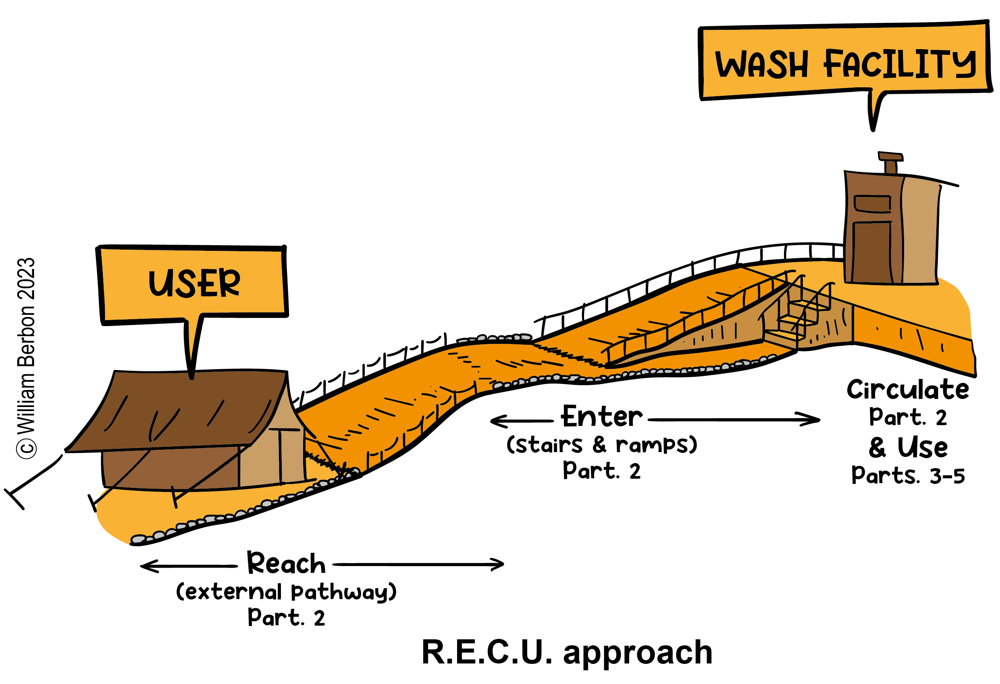 WASH FACILITY
USER
© William Berbon 2023
Circulate
Part. 2
& Use
Parts. 3-5
Enter
(stairs & ramps)
Part. 2
Reach
(external pathway)
Part. 2
R.E.C.U. approach